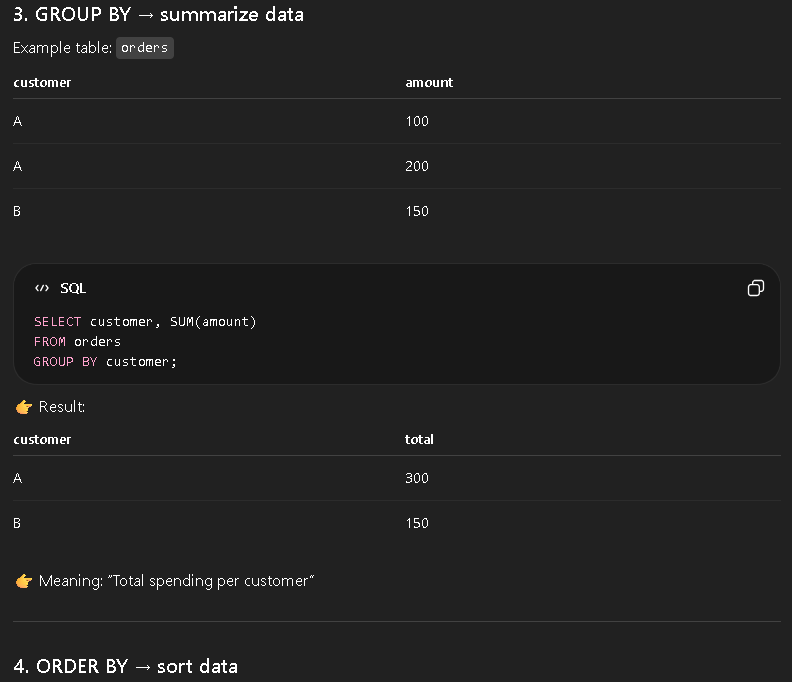 3. GROUP BY → summarize data
Example table: orders
customer amount
A 100
A 200
B 150
SQL
SELECT customer, SUM(amount)
FROM orders
GROUP BY customer;
👉 Result:
customer total
A 300
B 150
👉 Meaning: “Total spending per customer”
4. ORDER BY → sort data